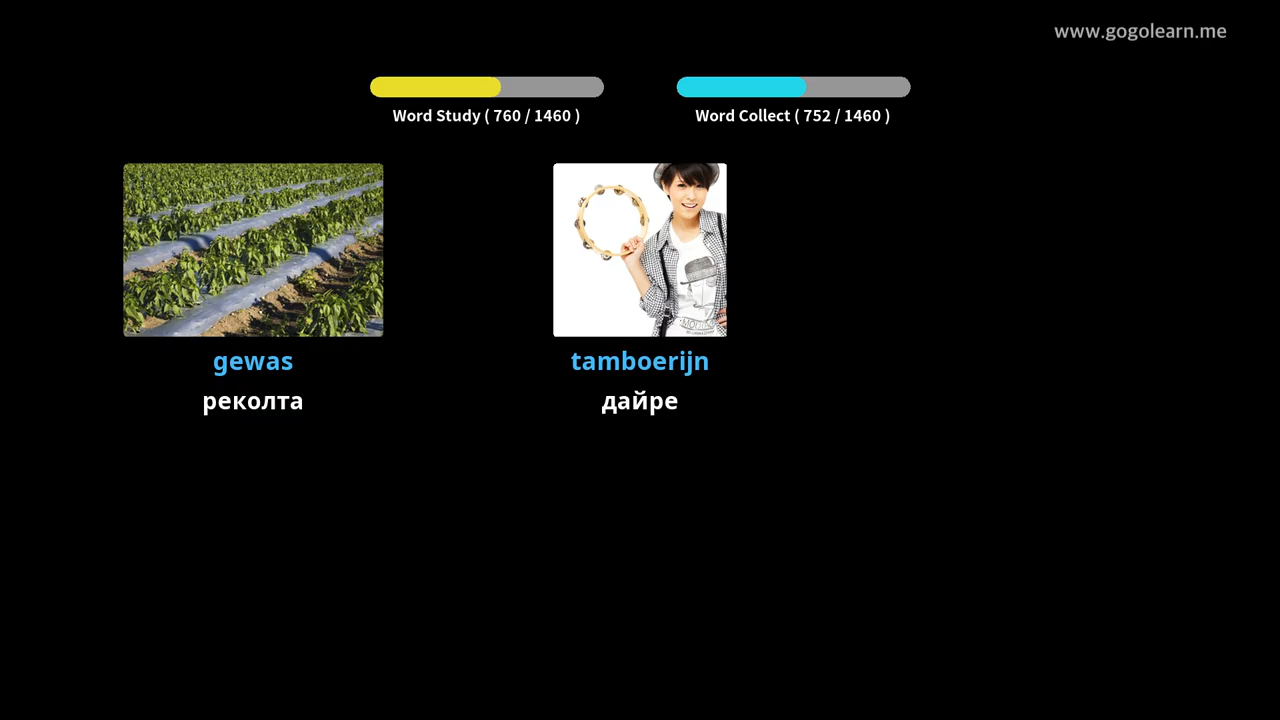 www.gogolearn.me
Word Study ( 760 / 1460 )
Word Collect ( 752 / 1460 )
gewas
реколта
tamboerijn
дайре